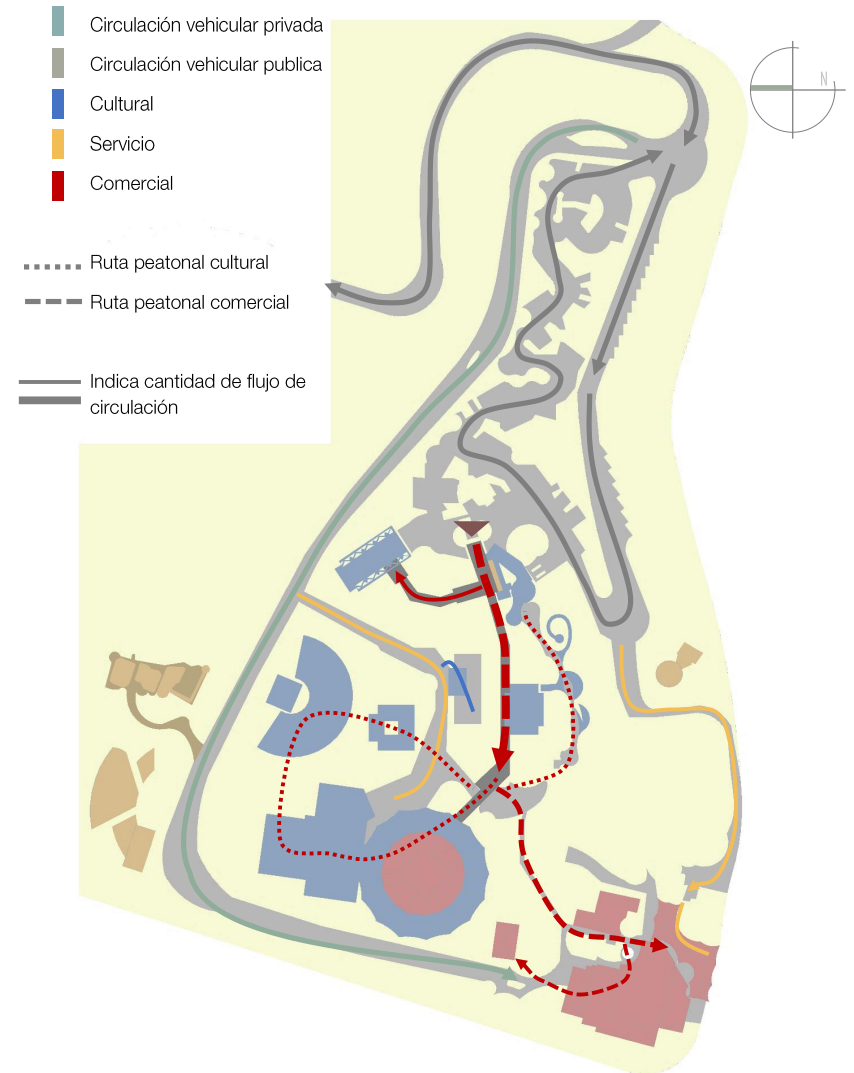 Circulación vehicular privada
Circulación vehicular publica
Cultural
Servicio
Comercial
Ruta peatonal cultural
Ruta peatonal comercial
Indica cantidad de flujo de
circulación
N